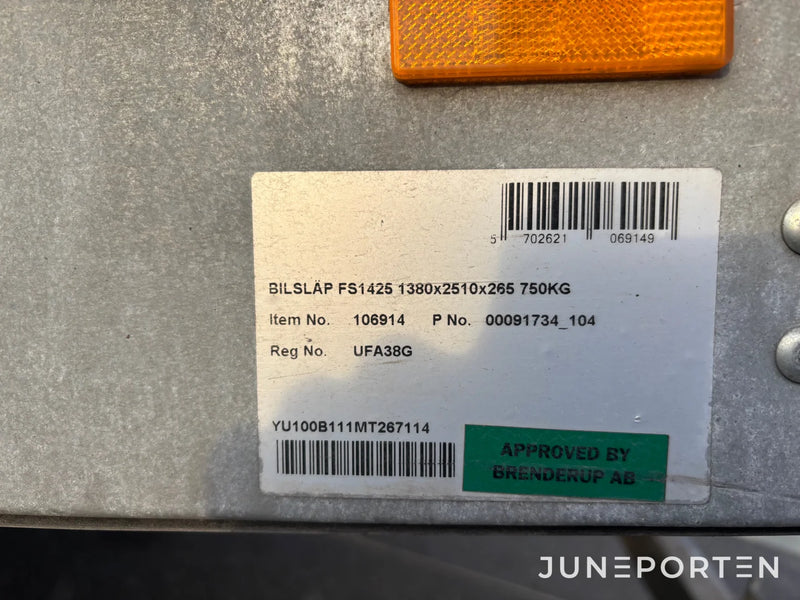 5 702621 069149
BILSLÄP FS1425 1380x2510x265 750KG
Item No. 106914 P No. 00091734_104
Reg No. UFA38G
YU100B111MT267114
APPROVED BY
BRENDERUP AB
JUNEPORTEN